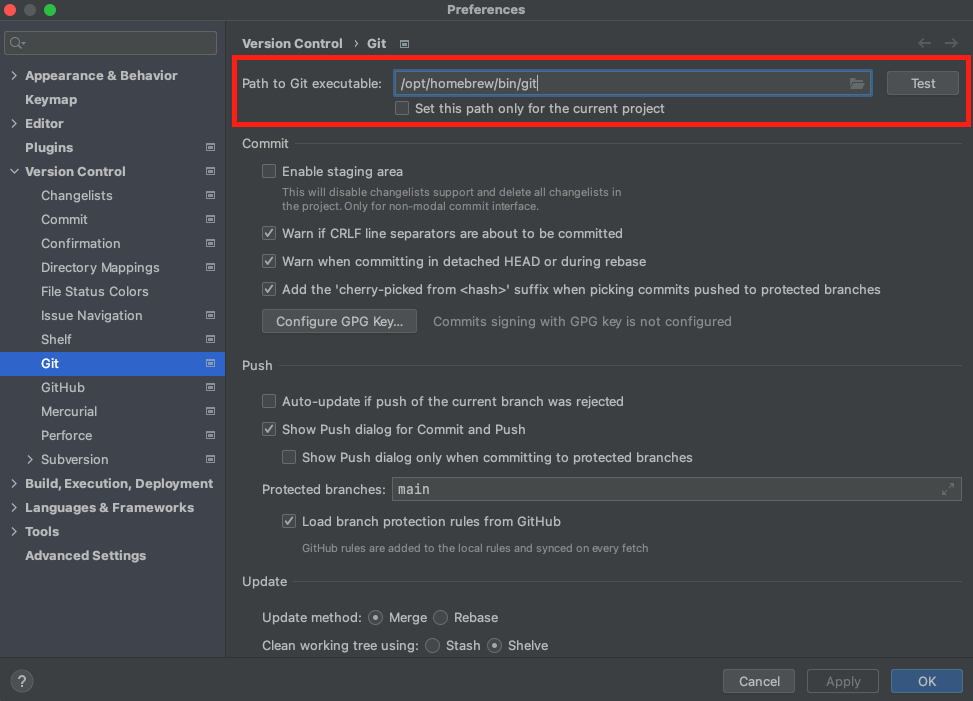 Preferences
Version Control › Git
Path to Git executable: /opt/homebrew/bin/git Test
Set this path only for the current project
Appearance & Behavior
Keymap
Editor
Plugins
Version Control
Changelists
Commit
Confirmation
Directory Mappings
File Status Colors
Issue Navigation
Shelf
Git
GitHub
Mercurial
Perforce
Subversion
Build, Execution, Deployment
Languages & Frameworks
Tools
Advanced Settings
Commit
Enable staging area
This will disable changelists support and delete all changelists in
the project. Only for non-modal commit interface.
Warn if CRLF line separators are about to be committed
Warn when committing in detached HEAD or during rebase
Add the 'cherry-picked from <hash>' suffix when picking commits pushed to protected branches
Configure GPG Key... Commits signing with GPG key is not configured
Push
Auto-update if push of the current branch was rejected
Show Push dialog for Commit and Push
Show Push dialog only when committing to protected branches
Protected branches: main
Load branch protection rules from GitHub
GitHub rules are added to the local rules and synced on every fetch
Update
Update method: Merge Rebase
Clean working tree using: Stash Shelve
? Cancel Apply OK